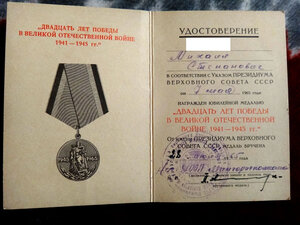 „ДВАДЦАТЬ ЛЕТ ПОБЕДЫ
В ВЕЛИКОЙ ОТЕЧЕСТВЕННОЙ ВОЙНЕ
1941—1945 гг."
1945
1965
УДОСТОВЕРЕНИЕ
Михаил
Степанович
В СООТВЕТСТВИИ С УКАЗОМ ПРЕЗИДИУМА
ВЕРХОВНОГО СОВЕТА СССР
от 7 мая 1965 года
НАГРАЖДЕН ЮБИЛЕЙНОЙ МЕДАЛЬЮ
„ДВАДЦАТЬ ЛЕТ ПОБЕДЫ
В ВЕЛИКОЙ ОТЕЧЕСТВЕННОЙ
ВОЙНЕ 1941—1945 гг."
От имени ПРЕЗИДИУМА ВЕРХОВНОГО
СОВЕТА СССР МЕДАЛЬ ВРУЧЕНА